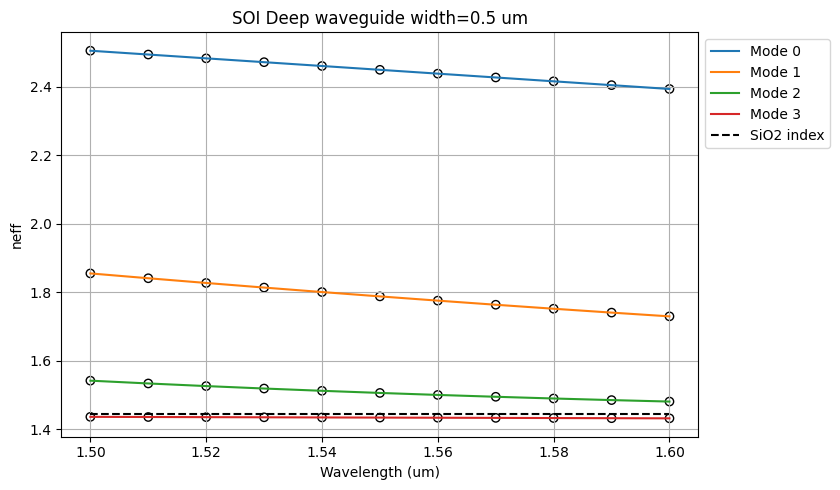 SOI Deep waveguide width=0.5 um
Mode 0
Mode 1
Mode 2
Mode 3
SiO2 index
neff
2.4
2.2
2.0
1.8
1.6
1.4
1.50 1.52 1.54 1.56 1.58 1.60
Wavelength (um)